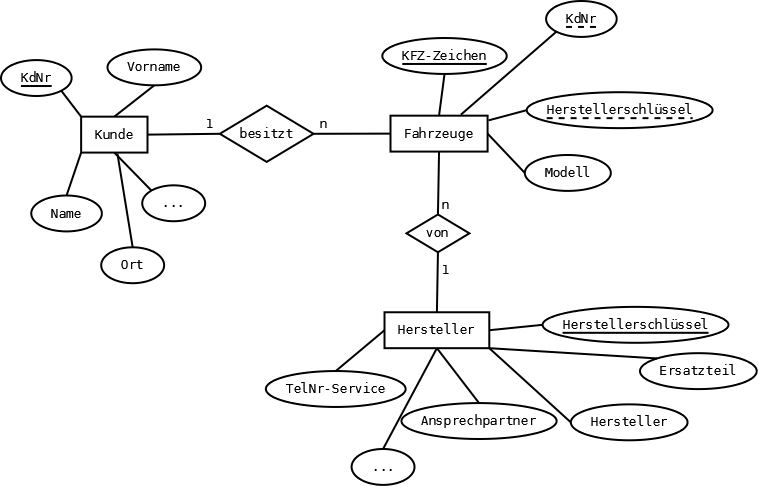 KdNr
KFZ-Zeichen
Vorname
KdNr
Herstellerschlüssel
1
n
Kunde
besitzt
Fahrzeuge
Modell
...
n
Name
von
Ort
1
Herstellerschlüssel
Hersteller
Ersatzteil
TelNr-Service
Ansprechpartner
Hersteller
...